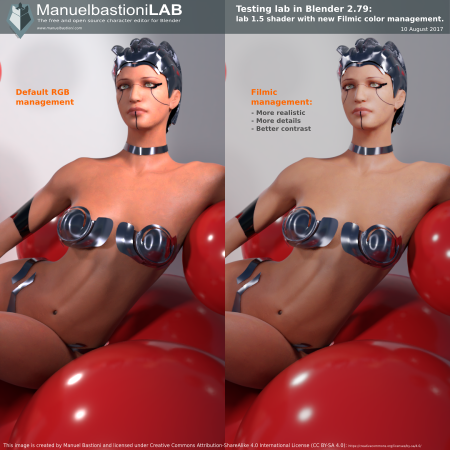 ManuelbastioniLAB
The free and open source character editor for Blender
www.manuelbastioni.com
Testing lab in Blender 2.79:
lab 1.5 shader with new Filmic color management.
10 August 2017
Default RGB
management
Filmic
management:
- More realistic
- More details
- Better contrast
This image is created by Manuel Bastioni and licensed under Creative Commons Attribution-ShareAlike 4.0 International License (CC BY-SA 4.0):